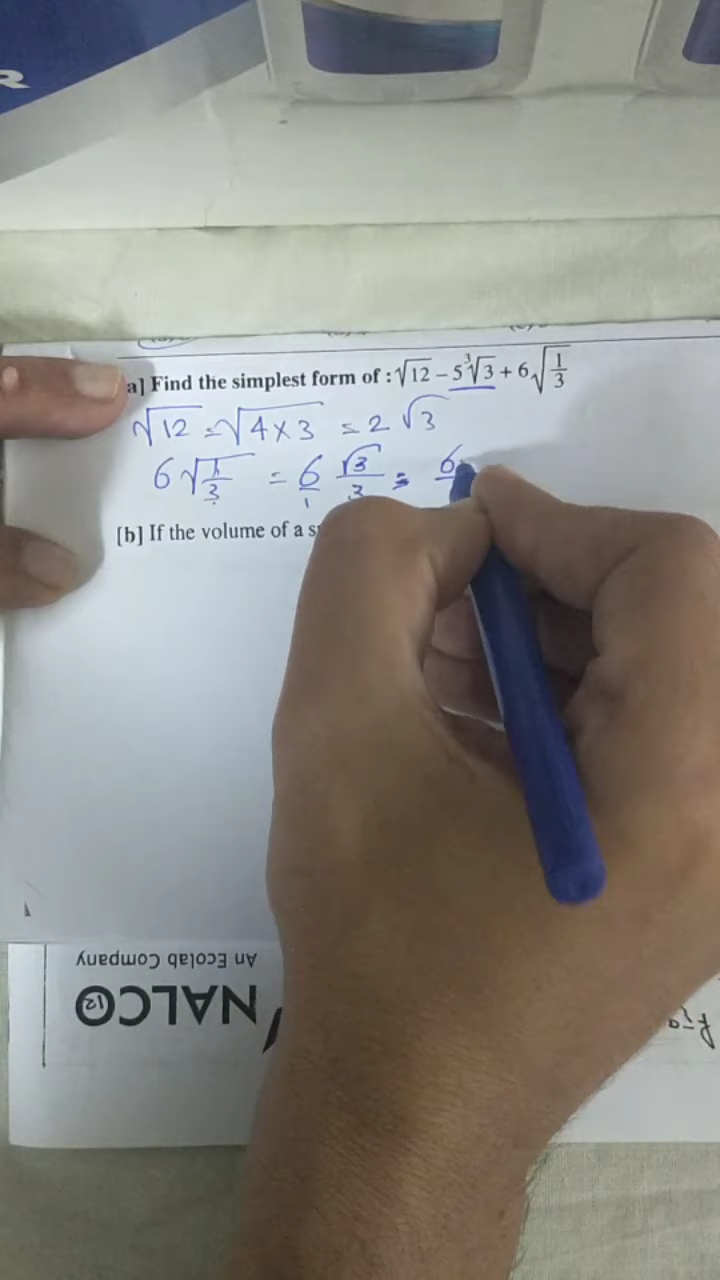 R
a] Find the simplest form of : √12 − 5∛3 + 6√(1/3)
√12 = √4×3 = 2√3
6√(1/3) = 6/1 √3/3 = 6
[b] If the volume of a
An Ecolab Company
NALCO
12